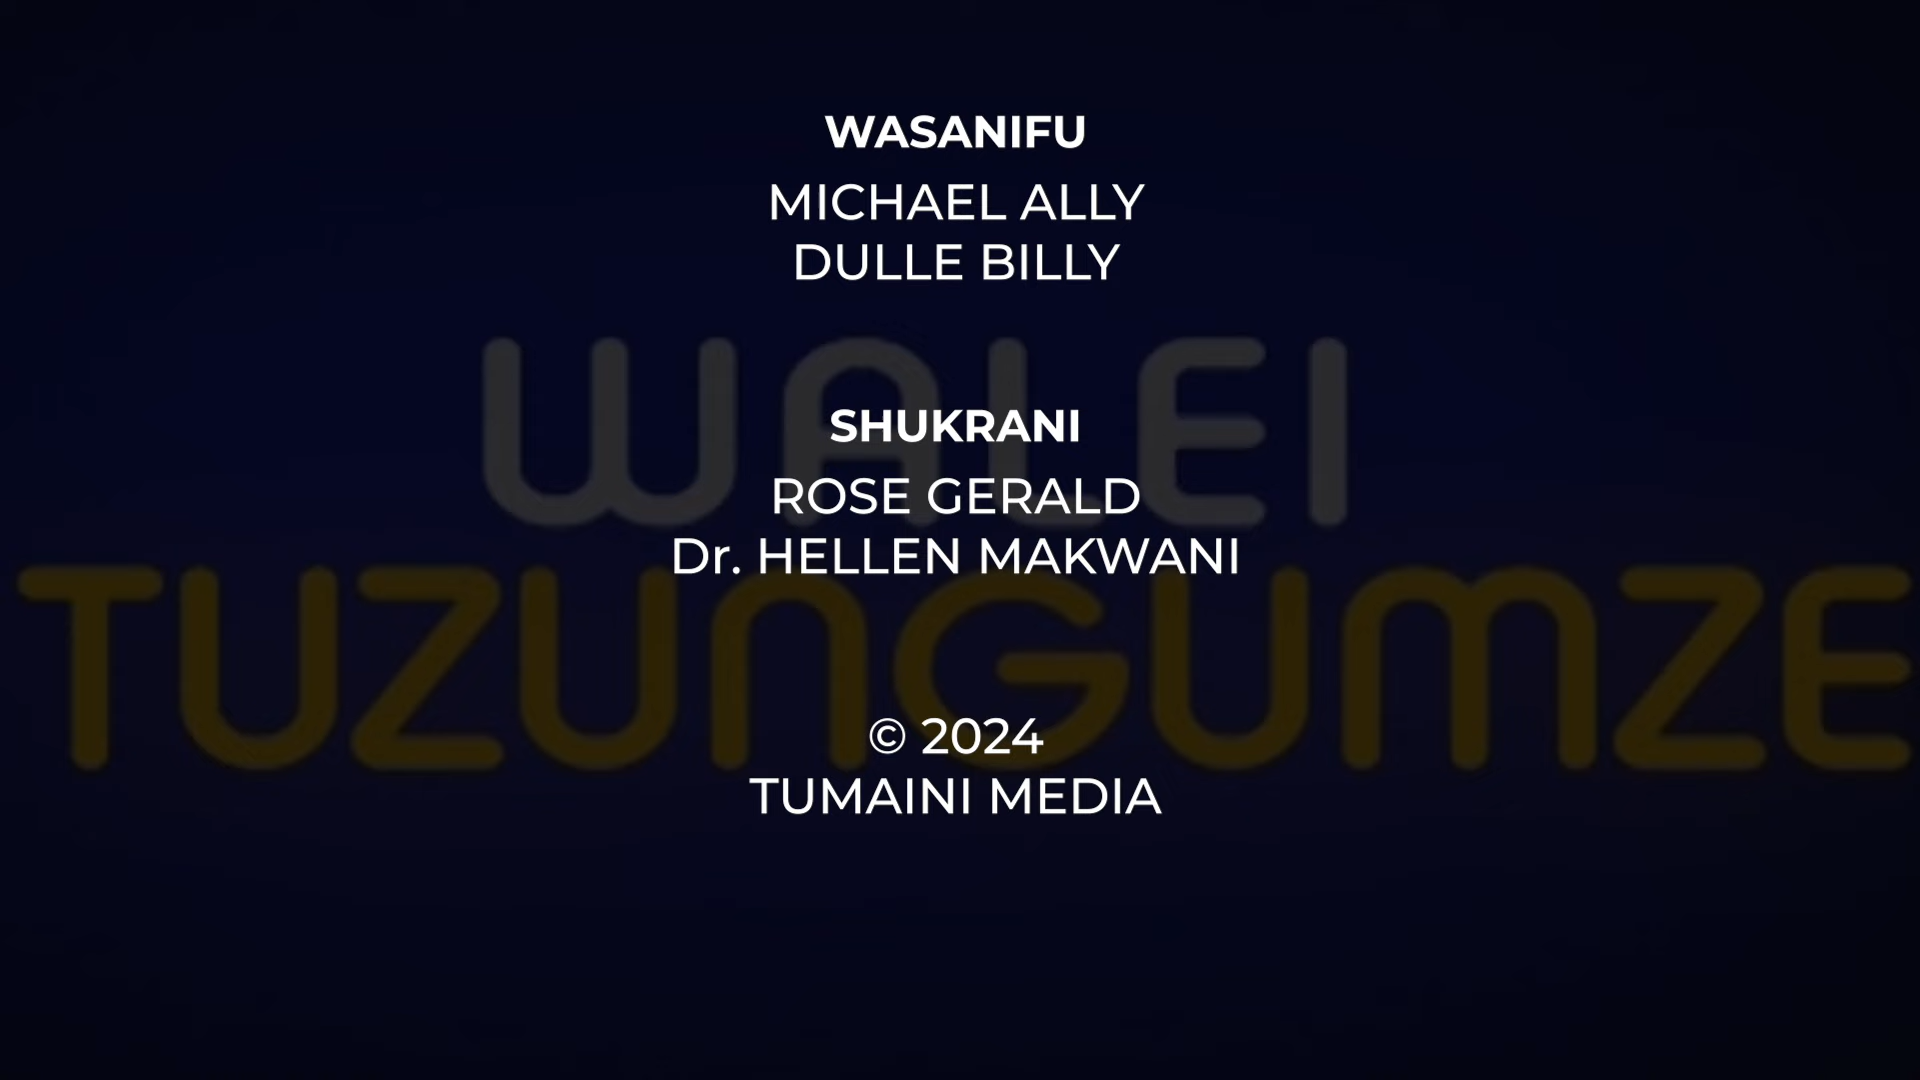 WASANIFU
MICHAEL ALLY
DULLE BILLY
WALEI
SHUKRANI
ROSE GERALD
Dr. HELLEN MAKWANI
TUZUNGUMZE
© 2024
TUMAINI MEDIA